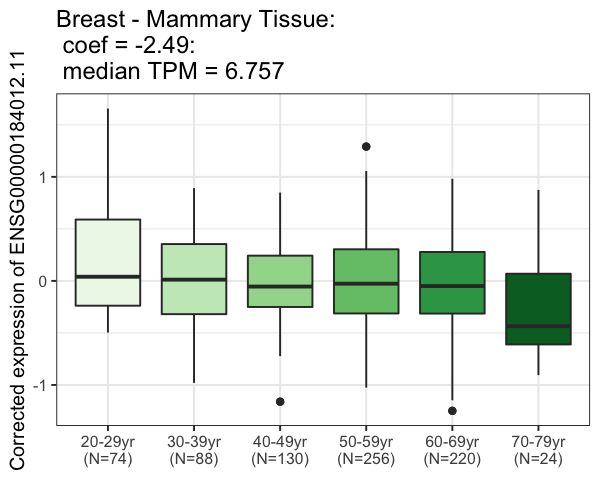 Breast - Mammary Tissue:
coef = -2.49:
median TPM = 6.757
Corrected expression of ENSG00000184012.11
1
0
-1
20-29yr 30-39yr 40-49yr 50-59yr 60-69yr 70-79yr
(N=74) (N=88) (N=130) (N=256) (N=220) (N=24)